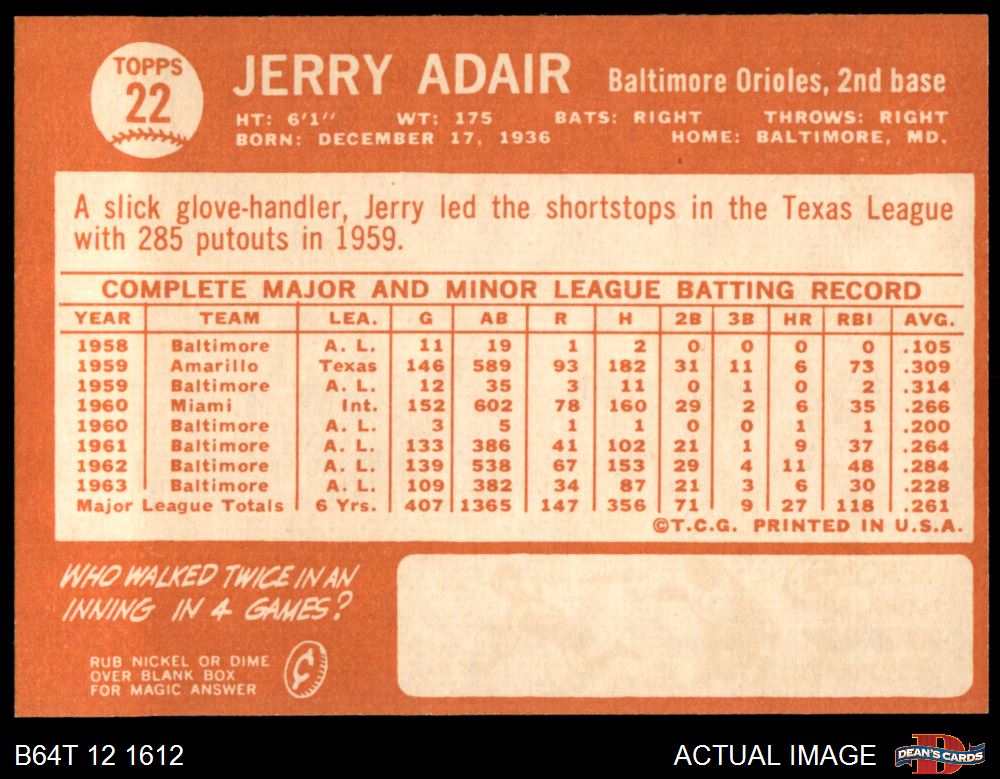 TOPPS
22
JERRY ADAIR Baltimore Orioles, 2nd base
HT: 6'1" WT: 175 BATS: RIGHT THROWS: RIGHT
BORN: DECEMBER 17, 1936 HOME: BALTIMORE, MD.
A slick glove-handler, Jerry led the shortstops in the Texas League
with 285 putouts in 1959.
COMPLETE MAJOR AND MINOR LEAGUE BATTING RECORD
YEAR TEAM LEA. G AB R H 2B 3B HR RBI AVG.
1958 Baltimore A. L. 11 19 1 2 0 0 0 0 .105
1959 Amarillo Texas 146 589 93 182 31 11 6 73 .309
1959 Baltimore A. L. 12 35 3 11 0 1 0 2 .314
1960 Miami Int. 152 602 78 160 29 2 6 35 .266
1960 Baltimore A. L. 3 5 1 1 0 0 1 1 .200
1961 Baltimore A. L. 133 386 41 102 21 1 9 37 .264
1962 Baltimore A. L. 139 538 67 153 29 4 11 48 .284
1963 Baltimore A. L. 109 382 34 87 21 3 6 30 .228
Major League Totals 6 Yrs. 407 1365 147 356 71 9 27 118 .261
©T.C.G. PRINTED IN U.S.A.
WHO WALKED TWICE IN AN
INNING IN 4 GAMES?
RUB NICKEL OR DIME
OVER BLANK BOX
FOR MAGIC ANSWER
¢
B64T 12 1612 ACTUAL IMAGE DEAN'S CARDS